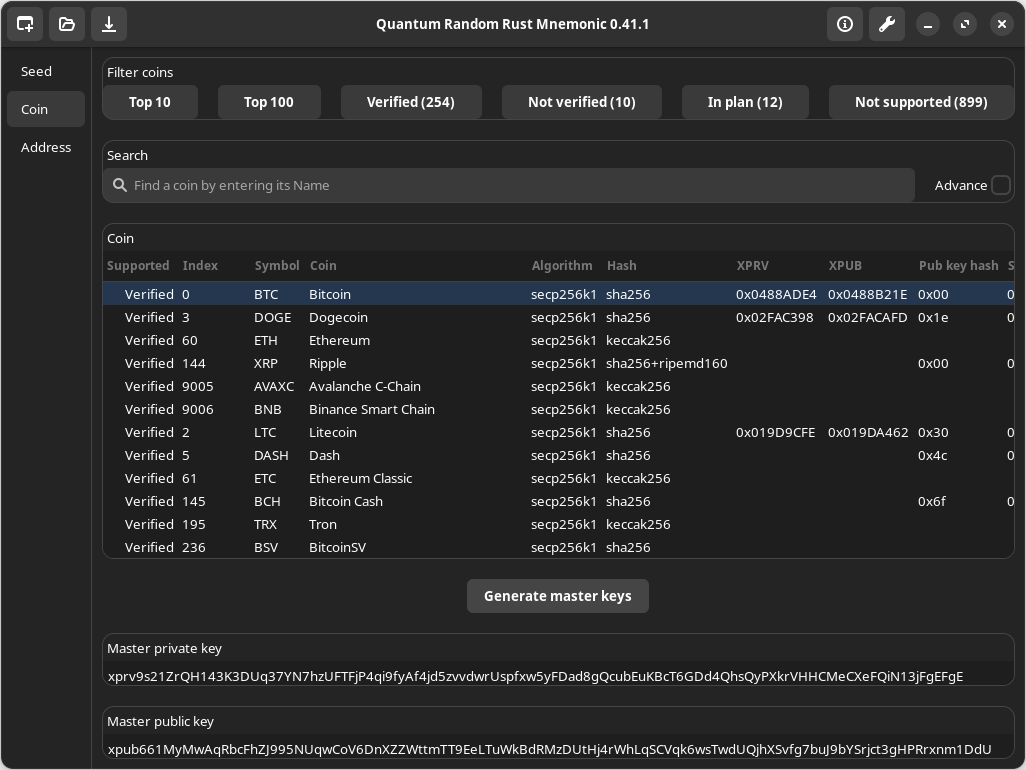 Quantum Random Rust Mnemonic 0.41.1
Seed
Coin
Address
Filter coins
Top 10 Top 100 Verified (254) Not verified (10) In plan (12) Not supported (899)
Search
Find a coin by entering its Name Advance
Coin
Supported Index Symbol Coin Algorithm Hash XPRV XPUB Pub key hash S
Verified 0 BTC Bitcoin secp256k1 sha256 0x0488ADE4 0x0488B21E 0x00 0
Verified 3 DOGE Dogecoin secp256k1 sha256 0x02FAC398 0x02FACAFD 0x1e 0
Verified 60 ETH Ethereum secp256k1 keccak256
Verified 144 XRP Ripple secp256k1 sha256+ripemd160 0x00 0
Verified 9005 AVAXC Avalanche C-Chain secp256k1 keccak256
Verified 9006 BNB Binance Smart Chain secp256k1 keccak256
Verified 2 LTC Litecoin secp256k1 sha256 0x019D9CFE 0x019DA462 0x30 0
Verified 5 DASH Dash secp256k1 sha256 0x4c 0
Verified 61 ETC Ethereum Classic secp256k1 keccak256
Verified 145 BCH Bitcoin Cash secp256k1 sha256 0x6f 0
Verified 195 TRX Tron secp256k1 keccak256
Verified 236 BSV BitcoinSV secp256k1 sha256
Generate master keys
Master private key
xprv9s21ZrQH143K3DUq37YN7hzUFTFjP4qi9fyAf4jd5zvvdwrUspfxw5yFDad8gQcubEuKBcT6GDd4QhsQyPXkrVHHCMeCXeFQiN13jFgEFgE
Master public key
xpub661MyMwAqRbcFhZJ995NUqwCoV6DnXZZWttmTT9EeLTuWkBdRMzDUtHj4rWhLqSCVqk6wsTwdUQjhXSvfg7buJ9bYSrjct3gHPRrxnm1DdU